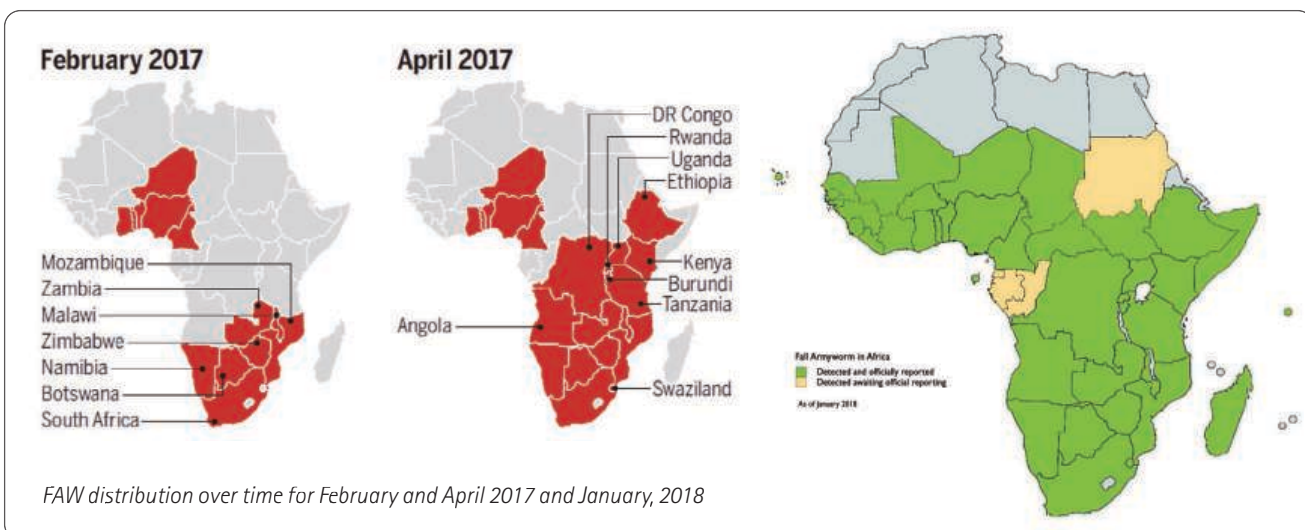 February 2017
Mozambique
Zambia
Malawi
Zimbabwe
Namibia
Botswana
South Africa
April 2017
DR Congo
Rwanda
Uganda
Ethiopia
Kenya
Burundi
Tanzania
Angola
Swaziland
Fall Armyworm in Africa
Detected and officially reported
Detected awaiting official reporting
As of January 2018
FAW distribution over time for February and April 2017 and January, 2018